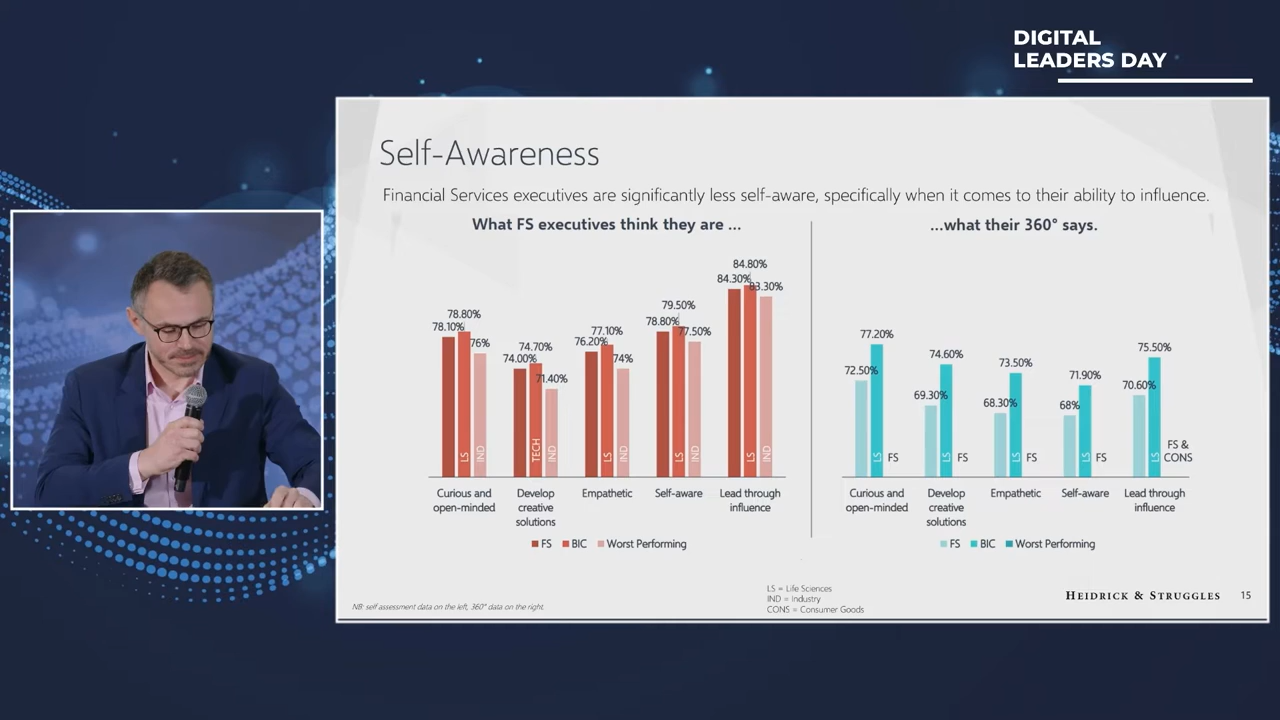 DIGITAL
LEADERS DAY
Self-Awareness
Financial Services executives are significantly less self-aware, specifically when it comes to their ability to influence.
What FS executives think they are ...
78.10%
78.80%
76%
74.00%
74.70%
71.40%
76.20%
77.10%
74%
78.80%
79.50%
77.50%
84.30%
84.80%
83.30%
LS
IND
TECH
IND
LS
IND
LS
IND
LS
IND
Curious and
open-minded
Develop
creative
solutions
Empathetic
Self-aware
Lead through
influence
FS
BIC
Worst Performing
...what their 360° says.
72.50%
77.20%
69.30%
74.60%
68.30%
73.50%
68%
71.90%
70.60%
75.50%
LS
FS
LS
FS
LS
FS
LS
FS
LS
FS &
CONS
Curious and
open-minded
Develop
creative
solutions
Empathetic
Self-aware
Lead through
influence
FS
BIC
Worst Performing
NB: self assessment data on the left, 360° data on the right.
LS = Life Sciences
IND = Industry
CONS = Consumer Goods
HEIDRICK & STRUGGLES
15